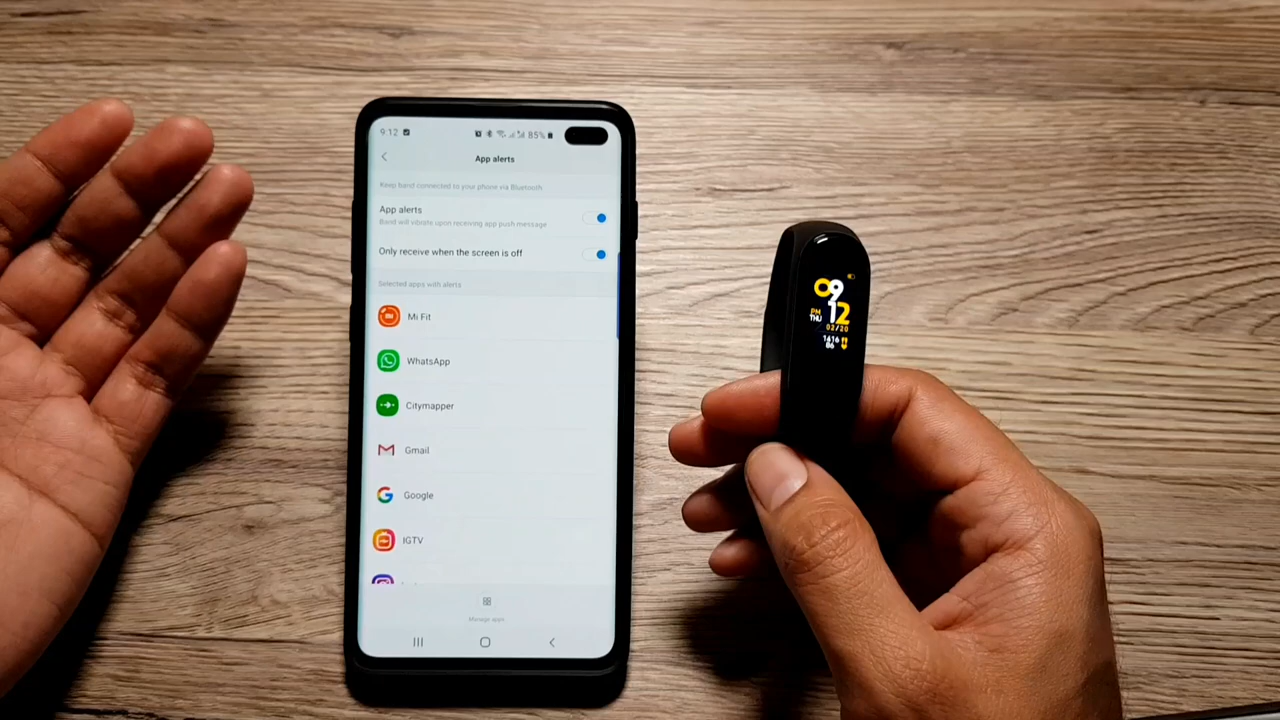 9:12
85%
App alerts
Keep band connected to your phone via Bluetooth
App alerts
Band will vibrate upon receiving app push message
Only receive when the screen is off
Selected apps with alerts
Mi Fit
WhatsApp
Citymapper
Gmail
Google
IGTV
Manage apps
09
12
PM
THU
02/20
1416
86